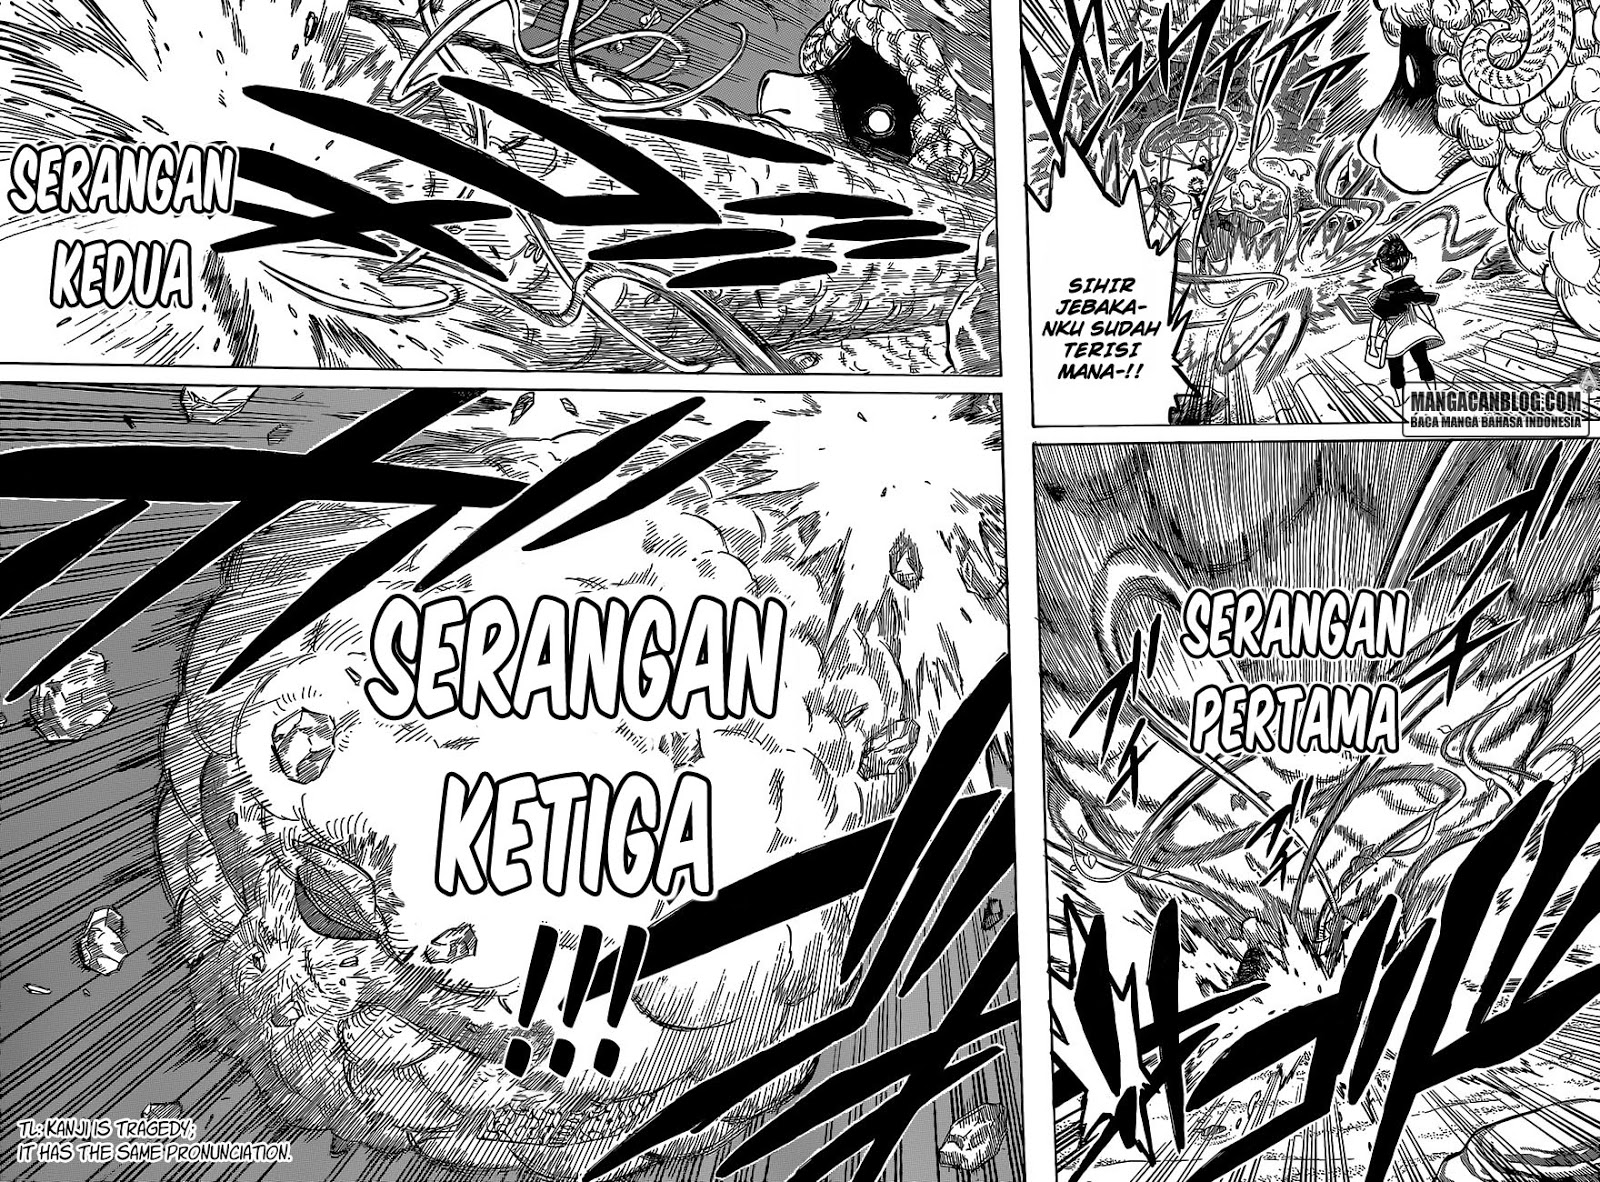 SIHIR
JEBAKA-
NKU SUDAH
TERISI
MANA-!!
MANGACANBLOG.COM
BACA MANGA BAHASA INDONESIA
SERANGAN
PERTAMA
SERANGAN
KEDUA
SERANGAN
KETIGA
!!!
TL: KANJI IS TRAGEDY;
IT HAS THE SAME PRONUNCIATION.